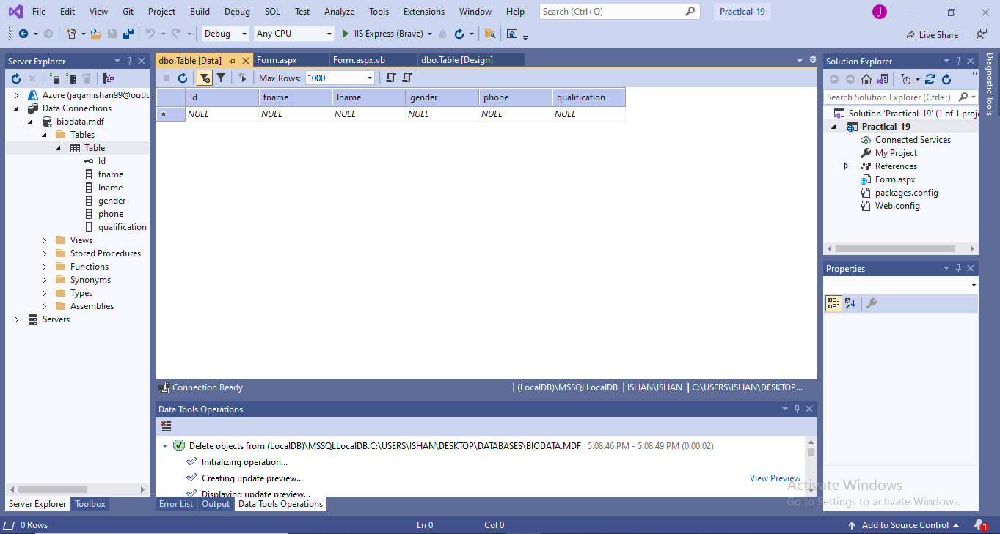 File Edit View Git Project Build Debug SQL Test Analyze Tools Extensions Window Help Search (Ctrl+Q) Practical-19 J
Debug Any CPU IIS Express (Brave) Live Share
Server Explorer
Azure (jaganiishan99@outlo
Data Connections
biodata.mdf
Tables
Table
Id
fname
lname
gender
phone
qualification
Views
Stored Procedures
Functions
Synonyms
Types
Assemblies
Servers
Server Explorer Toolbox
dbo.Table [Data] Form.aspx Form.aspx.vb dbo.Table [Design]
Max Rows: 1000
Id fname lname gender phone qualification
NULL NULL NULL NULL NULL NULL
Connection Ready (LocalDB)\MSSQLLocalDB ISHAN\ISHAN C:\USERS\ISHAN\DESKTOP...
Data Tools Operations
Delete objects from (LocalDB)\MSSQLLocalDB.C:\USERS\ISHAN\DESKTOP\DATABASES\BIODATA.MDF 5.08.46 PM - 5.08.49 PM (0:00:02)
Initializing operation...
Creating update preview... View Preview
Displaying update preview...
Error List Output Data Tools Operations
Solution Explorer
Search Solution Explorer (Ctrl+;)
Solution 'Practical-19' (1 of 1 proje
Practical-19
Connected Services
My Project
References
Form.aspx
packages.config
Web.config
Properties
Diagnostic Tools
Activate Windows
Go to Settings to activate Windows.
0 Rows Ln 0 Col 0 Add to Source Control 3